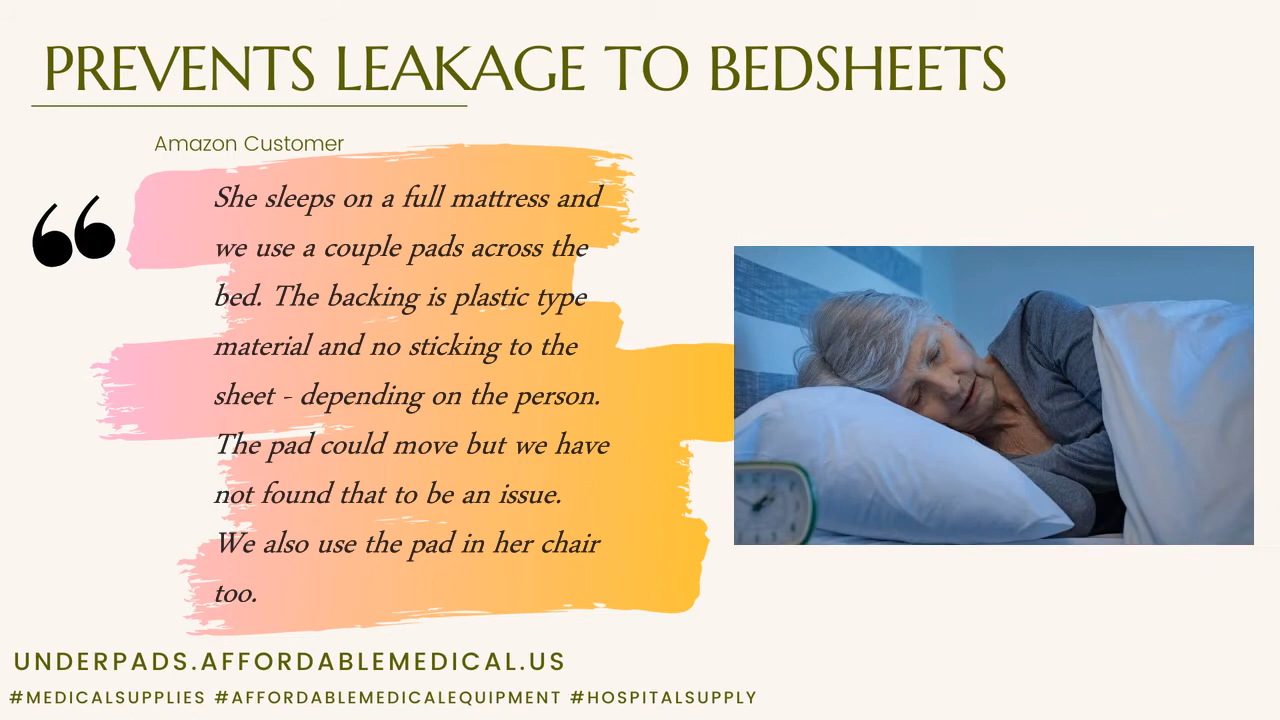 PREVENTS LEAKAGE TO BEDSHEETS
Amazon Customer
She sleeps on a full mattress and
we use a couple pads across the
bed. The backing is plastic type
material and no sticking to the
sheet - depending on the person.
The pad could move but we have
not found that to be an issue.
We also use the pad in her chair
too.
UNDERPADS.AFFORDABLEMEDICAL.US
#MEDICALSUPPLIES #AFFORDABLEMEDICALEQUIPMENT #HOSPITALSUPPLY